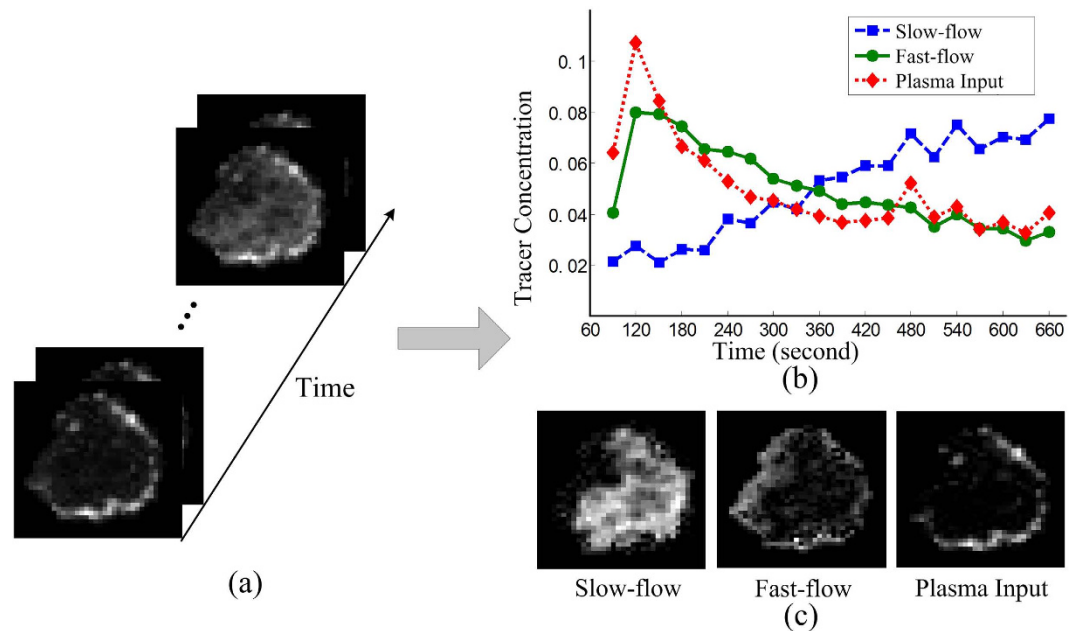 Time
(a)
Slow-flow
Fast-flow
Plasma Input
Tracer Concentration
0. 1
0. 08
0. 06
0. 04
0. 02
60 120 180 240 300 360 420 480 540 600 660
Time (second)
(b)
Slow-flow Fast-flow Plasma Input
(c)